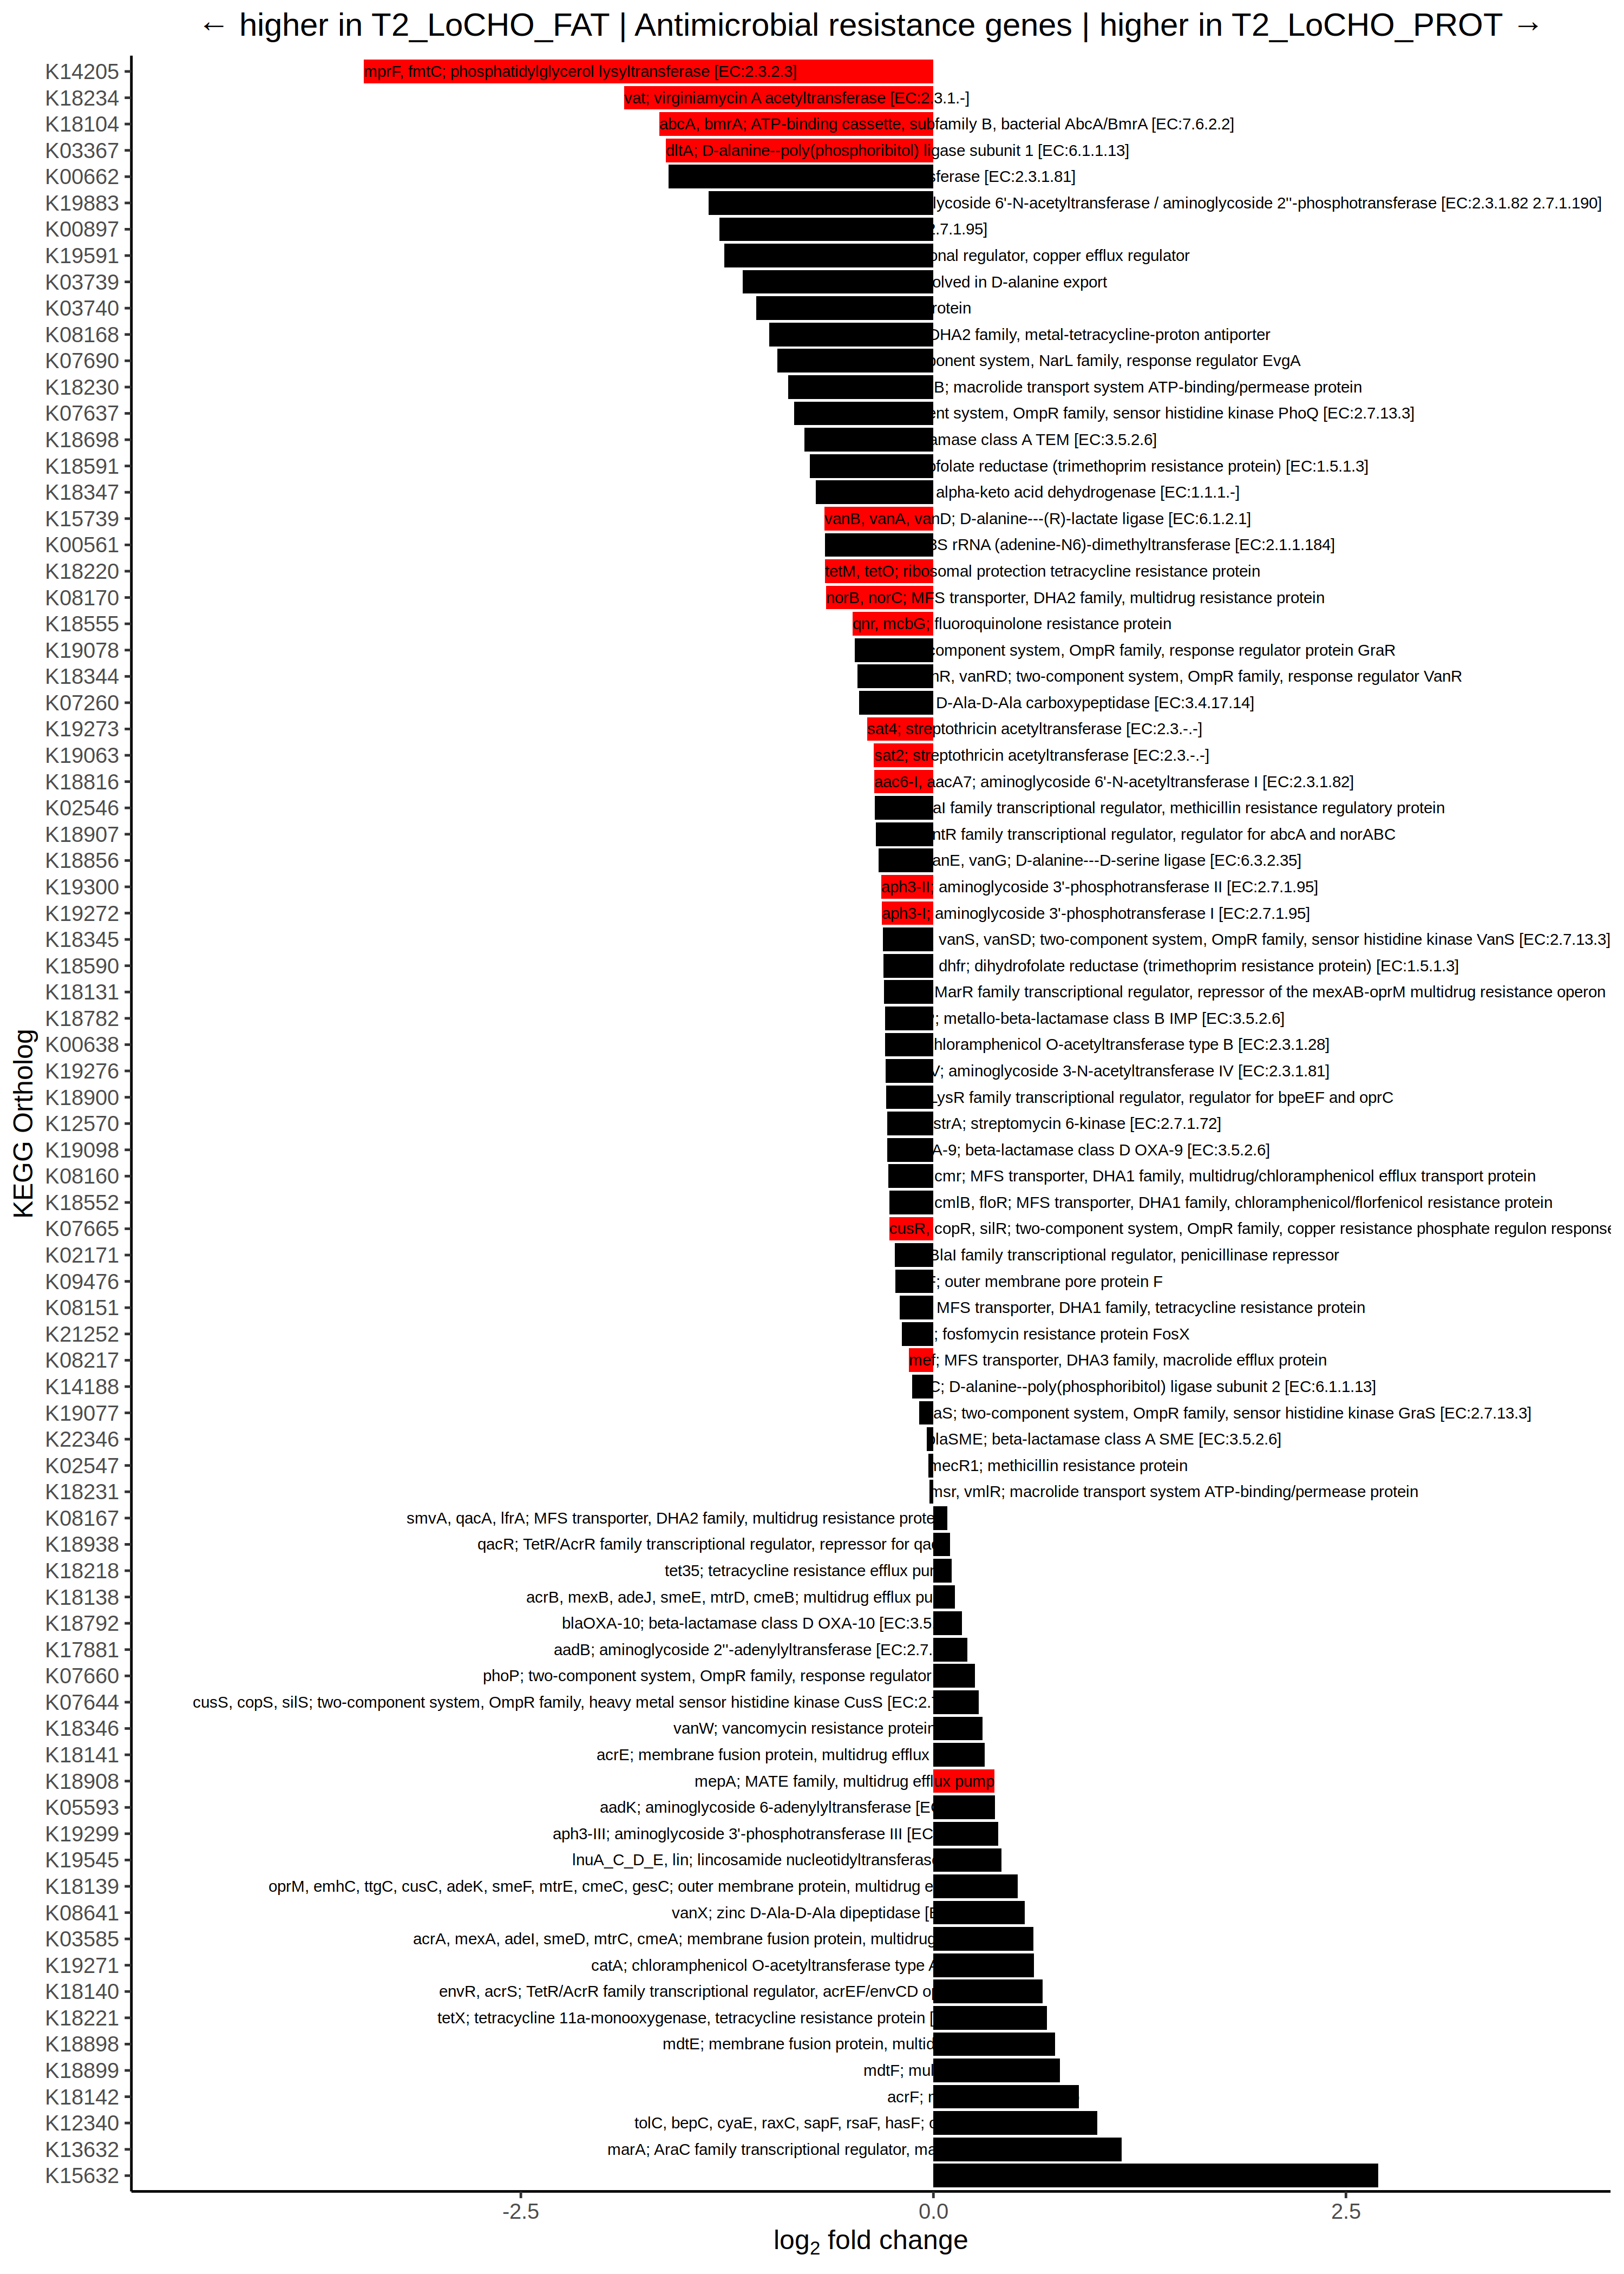 ← higher in T2_LoCHO_FAT | Antimicrobial resistance genes | higher in T2_LoCHO_PROT →
K14205 mprF, fmtC; phosphatidylglycerol lysyltransferase [EC:2.3.2.3]
K18234 vat; virginiamycin A acetyltransferase [EC:2.3.1.-]
K18104 abcA, bmrA; ATP-binding cassette, subfamily B, bacterial AbcA/BmrA [EC:7.6.2.2]
K03367 dltA; D-alanine--poly(phosphoribitol) ligase subunit 1 [EC:6.1.1.13]
K00662 sferase [EC:2.3.1.81]
K19883 lycoside 6'-N-acetyltransferase / aminoglycoside 2''-phosphotransferase [EC:2.3.1.82 2.7.1.190]
K00897 2.7.1.95]
K19591 onal regulator, copper efflux regulator
K03739 olved in D-alanine export
K03740 rotein
K08168 DHA2 family, metal-tetracycline-proton antiporter
K07690 ponent system, NarL family, response regulator EvgA
K18230 B; macrolide transport system ATP-binding/permease protein
K07637 ent system, OmpR family, sensor histidine kinase PhoQ [EC:2.7.13.3]
K18698 amase class A TEM [EC:3.5.2.6]
K18591 ofolate reductase (trimethoprim resistance protein) [EC:1.5.1.3]
K18347 alpha-keto acid dehydrogenase [EC:1.1.1.-]
K15739 vanB, vanA, vanD; D-alanine---(R)-lactate ligase [EC:6.1.2.1]
K00561 3S rRNA (adenine-N6)-dimethyltransferase [EC:2.1.1.184]
K18220 tetM, tetO; ribosomal protection tetracycline resistance protein
K08170 norB, norC; MFS transporter, DHA2 family, multidrug resistance protein
K18555 qnr, mcbG; fluoroquinolone resistance protein
K19078 component system, OmpR family, response regulator protein GraR
K18344 nR, vanRD; two-component system, OmpR family, response regulator VanR
K07260 D-Ala-D-Ala carboxypeptidase [EC:3.4.17.14]
K19273 sat4; streptothricin acetyltransferase [EC:2.3.-.-]
K19063 sat2; streptothricin acetyltransferase [EC:2.3.-.-]
K18816 aac6-I, aacA7; aminoglycoside 6'-N-acetyltransferase I [EC:2.3.1.82]
K02546 aI family transcriptional regulator, methicillin resistance regulatory protein
K18907 ntR family transcriptional regulator, regulator for abcA and norABC
K18856 anE, vanG; D-alanine---D-serine ligase [EC:6.3.2.35]
K19300 aph3-II; aminoglycoside 3'-phosphotransferase II [EC:2.7.1.95]
K19272 aph3-I; aminoglycoside 3'-phosphotransferase I [EC:2.7.1.95]
K18345 vanS, vanSD; two-component system, OmpR family, sensor histidine kinase VanS [EC:2.7.13.3]
K18590 dhfr; dihydrofolate reductase (trimethoprim resistance protein) [EC:1.5.1.3]
K18131 MarR family transcriptional regulator, repressor of the mexAB-oprM multidrug resistance operon
K18782 ; metallo-beta-lactamase class B IMP [EC:3.5.2.6]
K00638 hloramphenicol O-acetyltransferase type B [EC:2.3.1.28]
K19276 V; aminoglycoside 3-N-acetyltransferase IV [EC:2.3.1.81]
K18900 LysR family transcriptional regulator, regulator for bpeEF and oprC
K12570 strA; streptomycin 6-kinase [EC:2.7.1.72]
K19098 A-9; beta-lactamase class D OXA-9 [EC:3.5.2.6]
K08160 cmr; MFS transporter, DHA1 family, multidrug/chloramphenicol efflux transport protein
K18552 cmlB, floR; MFS transporter, DHA1 family, chloramphenicol/florfenicol resistance protein
K07665 cusR, copR, silR; two-component system, OmpR family, copper resistance phosphate regulon response
K02171 BlaI family transcriptional regulator, penicillinase repressor
K09476 F; outer membrane pore protein F
K08151 MFS transporter, DHA1 family, tetracycline resistance protein
K21252 ; fosfomycin resistance protein FosX
K08217 mef; MFS transporter, DHA3 family, macrolide efflux protein
K14188 C; D-alanine--poly(phosphoribitol) ligase subunit 2 [EC:6.1.1.13]
K19077 aS; two-component system, OmpR family, sensor histidine kinase GraS [EC:2.7.13.3]
K22346 blaSME; beta-lactamase class A SME [EC:3.5.2.6]
K02547 mecR1; methicillin resistance protein
K18231 msr, vmlR; macrolide transport system ATP-binding/permease protein
K08167 smvA, qacA, lfrA; MFS transporter, DHA2 family, multidrug resistance prote
K18938 qacR; TetR/AcrR family transcriptional regulator, repressor for qac
K18218 tet35; tetracycline resistance efflux pu
K18138 acrB, mexB, adeJ, smeE, mtrD, cmeB; multidrug efflux pu
K18792 blaOXA-10; beta-lactamase class D OXA-10 [EC:3.5
K17881 aadB; aminoglycoside 2''-adenylyltransferase [EC:2.7.
K07660 phoP; two-component system, OmpR family, response regulator
K07644 cusS, copS, silS; two-component system, OmpR family, heavy metal sensor histidine kinase CusS [EC:2.7
K18346 vanW; vancomycin resistance protein
K18141 acrE; membrane fusion protein, multidrug efflux
K18908 mepA; MATE family, multidrug efflux pump
K05593 aadK; aminoglycoside 6-adenylyltransferase [EC
K19299 aph3-III; aminoglycoside 3'-phosphotransferase III [EC
K19545 lnuA_C_D_E, lin; lincosamide nucleotidyltransferase
K18139 oprM, emhC, ttgC, cusC, adeK, smeF, mtrE, cmeC, gesC; outer membrane protein, multidrug e
K08641 vanX; zinc D-Ala-D-Ala dipeptidase [E
K03585 acrA, mexA, adeI, smeD, mtrC, cmeA; membrane fusion protein, multidrug
K19271 catA; chloramphenicol O-acetyltransferase type A
K18140 envR, acrS; TetR/AcrR family transcriptional regulator, acrEF/envCD op
K18221 tetX; tetracycline 11a-monooxygenase, tetracycline resistance protein [
K18898 mdtE; membrane fusion protein, multid
K18899 mdtF; mul
K18142 acrF; m
K12340 tolC, bepC, cyaE, raxC, sapF, rsaF, hasF; o
K13632 marA; AraC family transcriptional regulator, ma
K15632
KEGG Ortholog
-2.5 0.0 2.5
log2 fold change